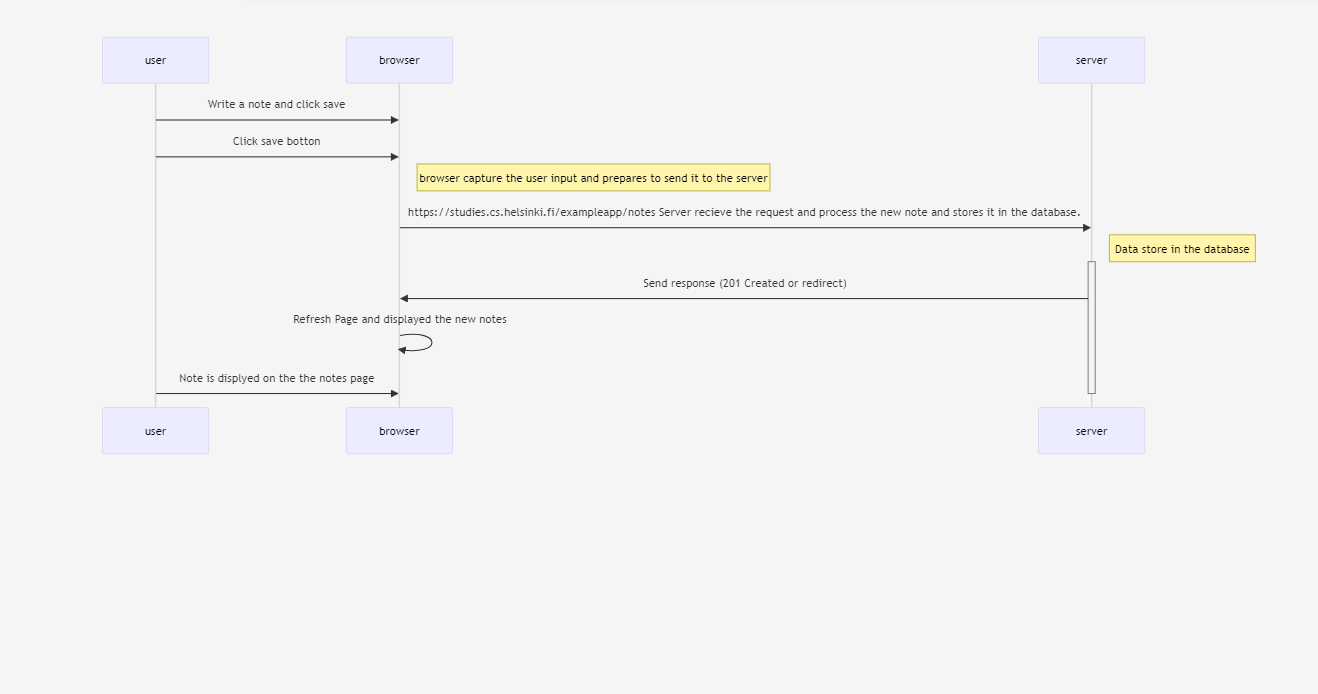 user
browser
server
Write a note and click save
Click save botton
browser capture the user input and prepares to send it to the server
https://studies.cs.helsinki.fi/exampleapp/notes Server recieve the request and process the new note and stores it in the database.
Data store in the database
Send response (201 Created or redirect)
Refresh Page and displayed the new notes
Note is displyed on the the notes page
user
browser
server